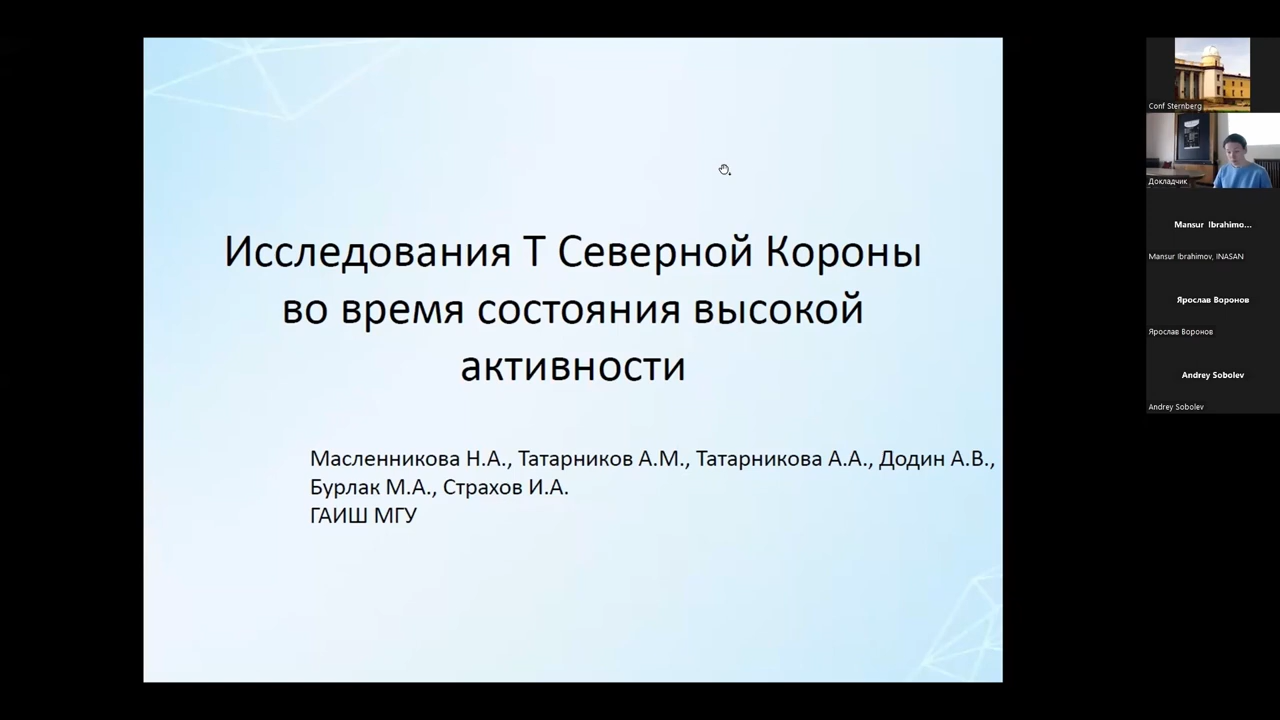 Исследования Т Северной Короны
во время состояния высокой
активности
Масленникова Н.А., Татарников А.М., Татарникова А.А., Додин А.В.,
Бурлак М.А., Страхов И.А.
ГАИШ МГУ
Conf Sternberg
Докладчик
Mansur Ibrahimo...
Mansur Ibrahimov, INASAN
Ярослав Воронов
Ярослав Воронов
Andrey Sobolev
Andrey Sobolev